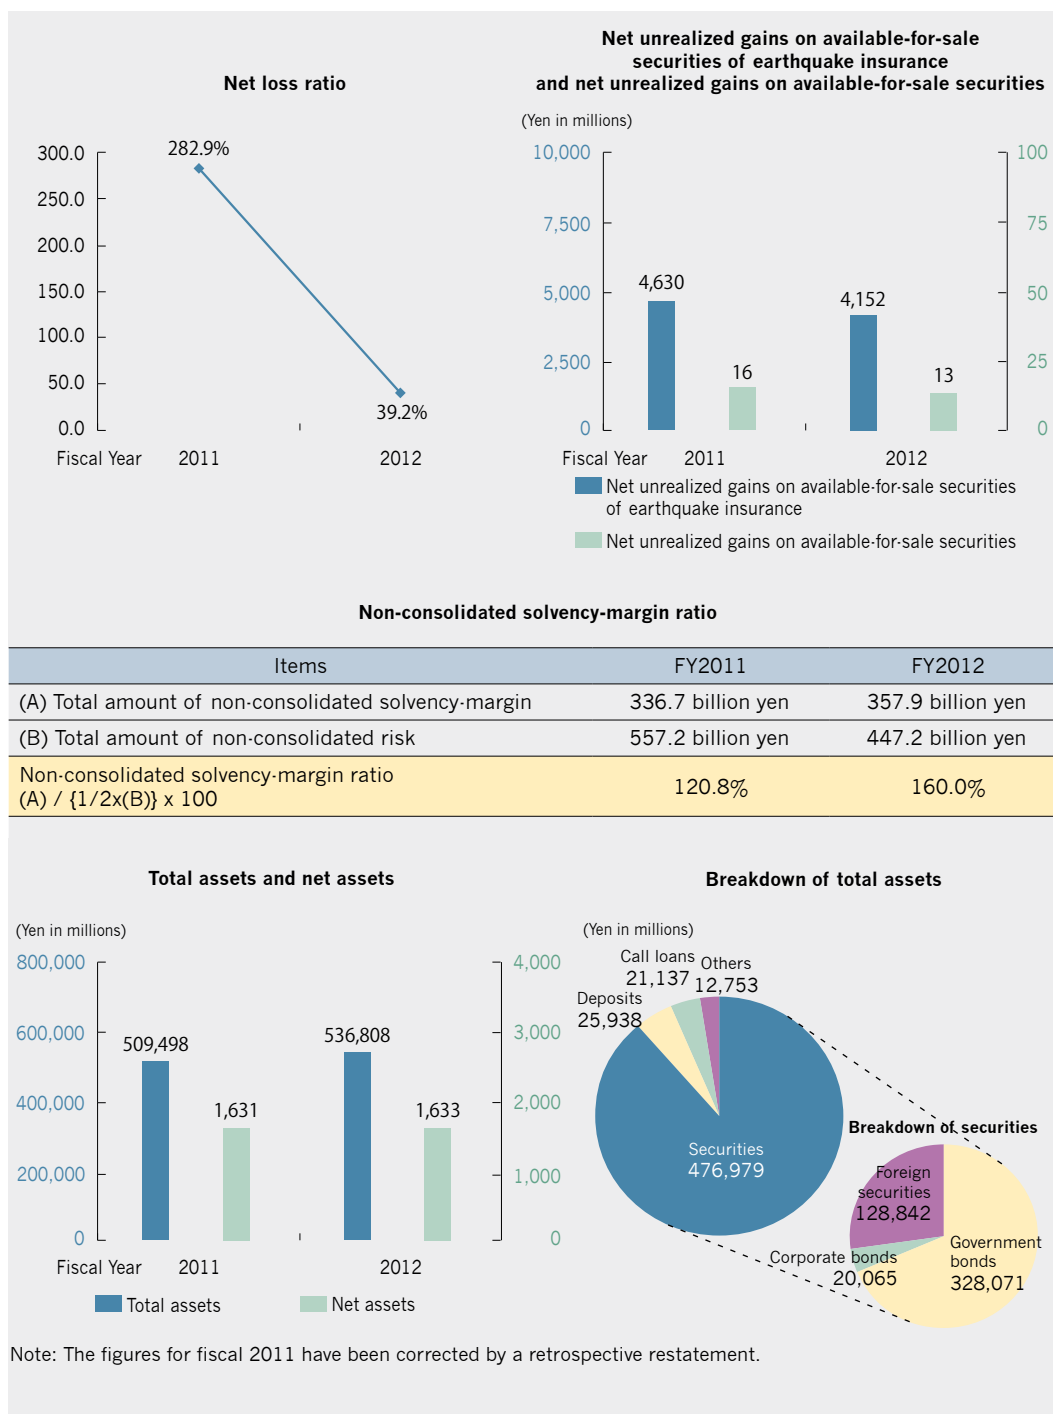 Net loss ratio
300.0
250.0
200.0
150.0
100.0
50.0
0.0
282.9%
39.2%
Fiscal Year 2011 2012
Net unrealized gains on available-for-sale
securities of earthquake insurance
and net unrealized gains on available-for-sale securities
(Yen in millions)
10,000
7,500
5,000
2,500
0
100
75
50
25
0
4,630
16
4,152
13
Fiscal Year 2011 2012
Net unrealized gains on available-for-sale securities
of earthquake insurance
Net unrealized gains on available-for-sale securities
Non-consolidated solvency-margin ratio
Items FY2011 FY2012
(A) Total amount of non-consolidated solvency-margin 336.7 billion yen 357.9 billion yen
(B) Total amount of non-consolidated risk 557.2 billion yen 447.2 billion yen
Non-consolidated solvency-margin ratio
(A) / {1/2x(B)} x 100 120.8% 160.0%
Total assets and net assets
(Yen in millions)
800,000
600,000
400,000
200,000
0
4,000
3,000
2,000
1,000
0
509,498
1,631
536,808
1,633
Fiscal Year 2011 2012
Total assets Net assets
Breakdown of total assets
(Yen in millions)
Call loans
21,137
Others
12,753
Deposits
25,938
Securities
476,979
Breakdown of securities
Foreign
securities
128,842
Corporate bonds
20,065
Government
bonds
328,071
Note: The figures for fiscal 2011 have been corrected by a retrospective restatement.